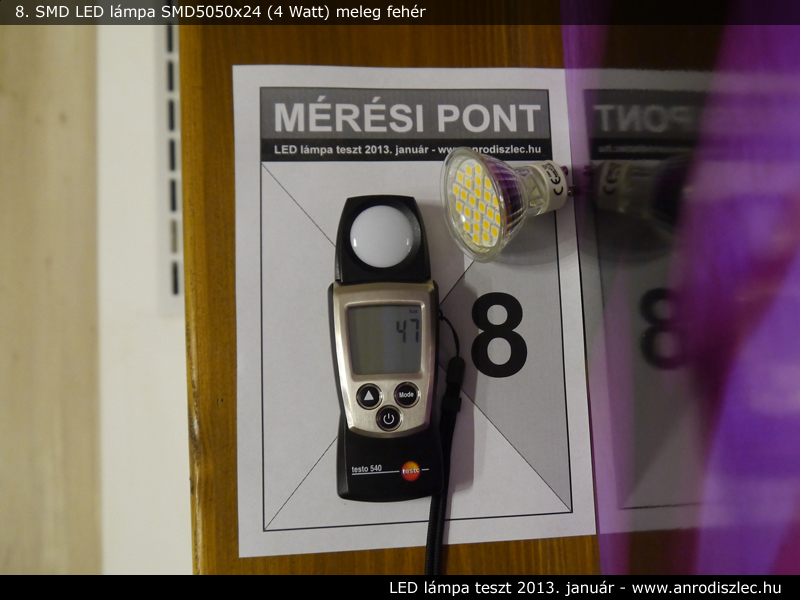 8. SMD LED lámpa SMD5050x24 (4 Watt) meleg fehér
MÉRÉSI PONT
LED lámpa teszt 2013. január - www.anrodiszlec.hu
8
47
Mode
testo 540
testo
LED lámpa teszt 2013. január - www.anrodiszlec.hu